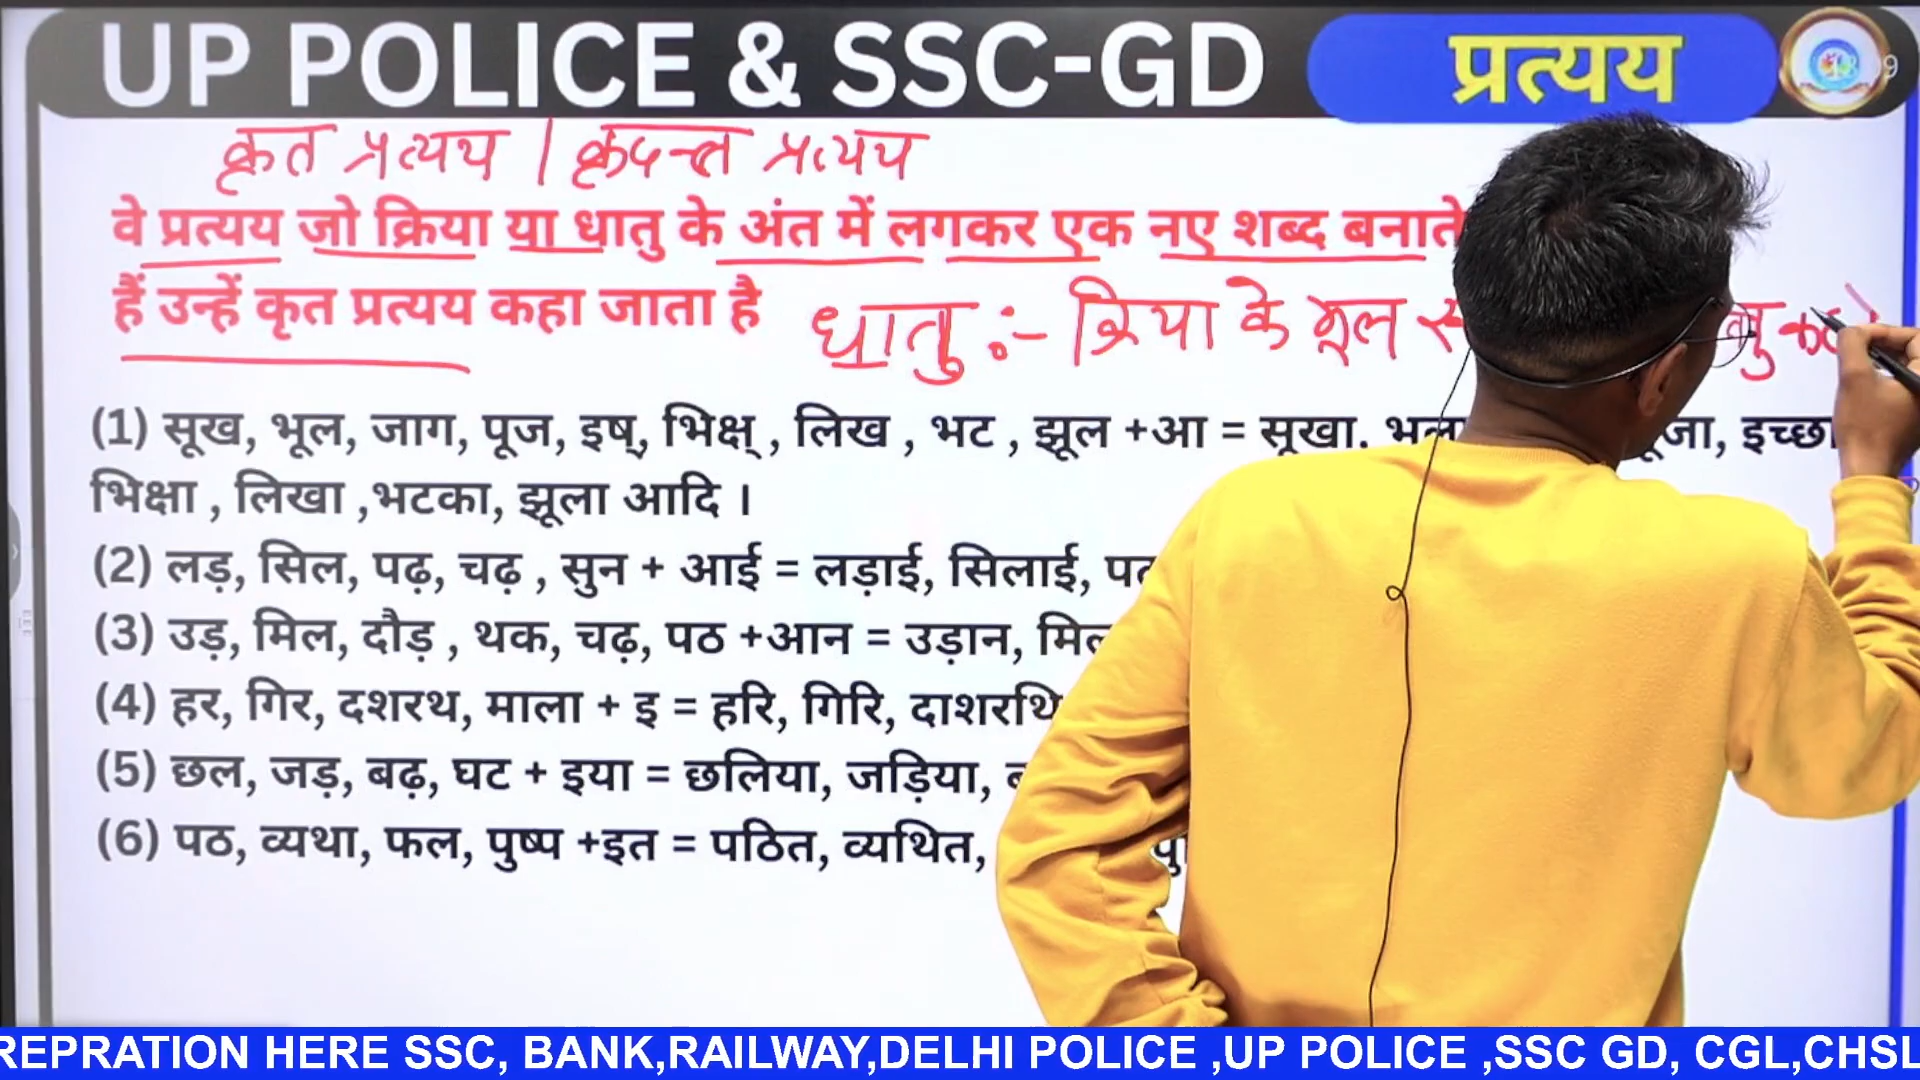 UP POLICE & SSC-GD
प्रत्यय
कृत प्रत्यय / कृदन्त प्रत्यय
वे प्रत्यय जो क्रिया या धातु के अंत में लगकर एक नए शब्द बनाते
हैं उन्हें कृत प्रत्यय कहा जाता है
धातु :- क्रिया के मूल
(1) सूख, भूल, जाग, पूज, इष्, भिक्ष् , लिख , भट , झूल +आ = सूखा, इच्छा
भिक्षा , लिखा ,भटका, झूला आदि ।
(2) लड़, सिल, पढ़, चढ़ , सुन + आई = लड़ाई, सिलाई,
(3) उड़, मिल, दौड़ , थक, चढ़, पठ +आन = उड़ान,
(4) हर, गिर, दशरथ, माला + इ = हरि, गिरि, दाशरथि
(5) छल, जड़, बढ़, घट + इया = छलिया, जड़िया,
(6) पठ, व्यथा, फल, पुष्प +इत = पठित, व्यथित,
REPRATION HERE SSC, BANK,RAILWAY,DELHI POLICE ,UP POLICE ,SSC GD, CGL,CHSL